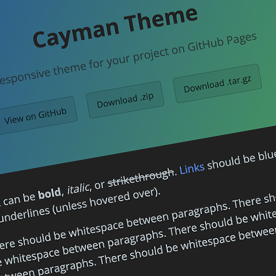 Cayman Theme
esponsive theme for your project on GitHub Pages
View on GitHub
Download .zip
Download .tar.gz
can be bold, italic, or strikethrough. Links should be blue
underlines (unless hovered over).
ere should be whitespace between paragraphs. There sh
whitespace between paragraphs. There should be white
tween paragraphs. There should be whitespace betwee